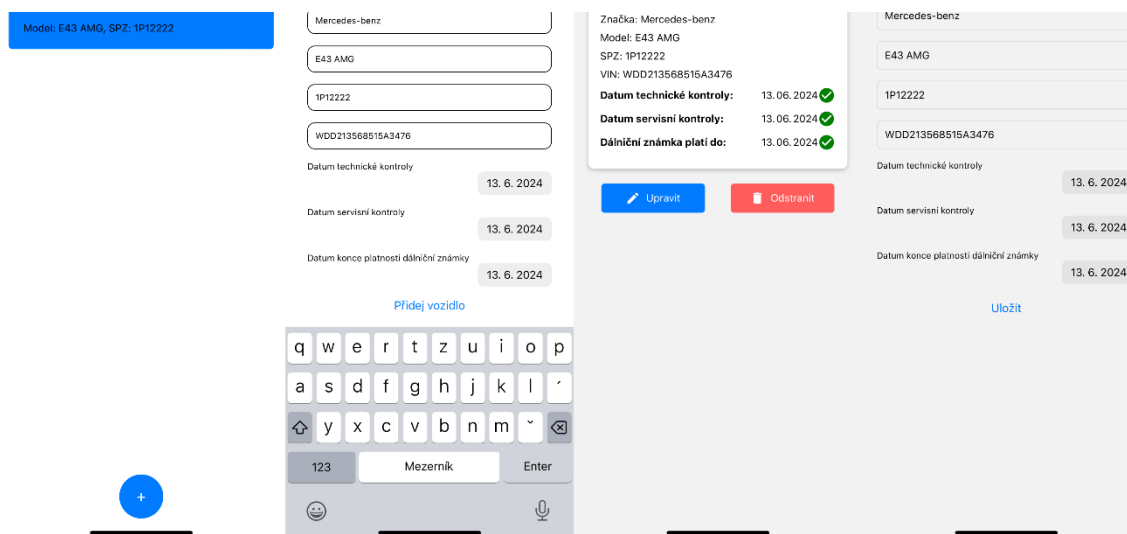 Model: E43 AMG, SPZ: 1P12222
+
Mercedes-benz
E43 AMG
1P12222
WDD213568515A3476
Datum technické kontroly
13. 6. 2024
Datum servisní kontroly
13. 6. 2024
Datum konce platnosti dálniční známky
13. 6. 2024
Přidej vozidlo
q w e r t z u i o p
a s d f g h j k l ´
y x c v b n m ˇ
123 Mezerník Enter
Značka: Mercedes-benz
Model: E43 AMG
SPZ: 1P12222
VIN: WDD213568515A3476
Datum technické kontroly: 13. 06. 2024
Datum servisní kontroly: 13. 06. 2024
Dálniční známka platí do: 13. 06. 2024
Upravit Odstranit
Mercedes-benz
E43 AMG
1P12222
WDD213568515A3476
Datum technické kontroly
13. 6. 2024
Datum servisní kontroly
13. 6. 2024
Datum konce platnosti dálniční známky
13. 6. 2024
Uložit